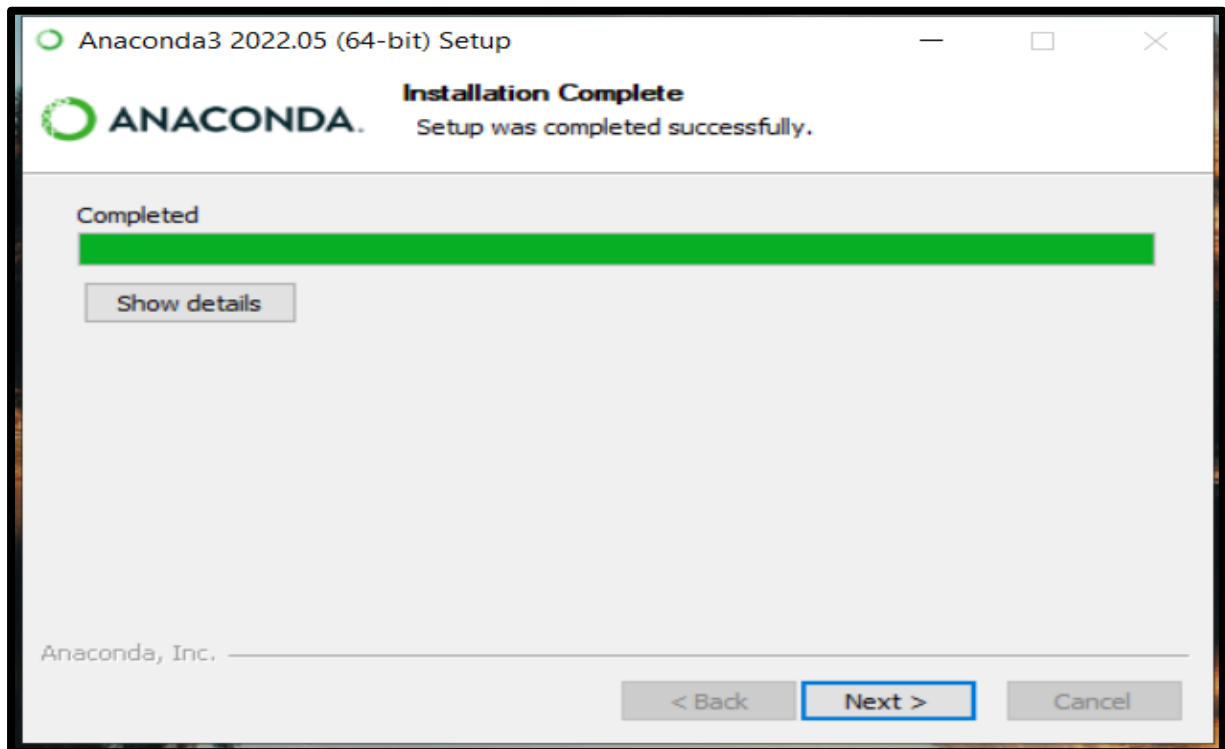 Anaconda3 2022.05 (64-bit) Setup
ANACONDA.
Installation Complete
Setup was completed successfully.
Completed
Show details
Anaconda, Inc.
< Back
Next >
Cancel